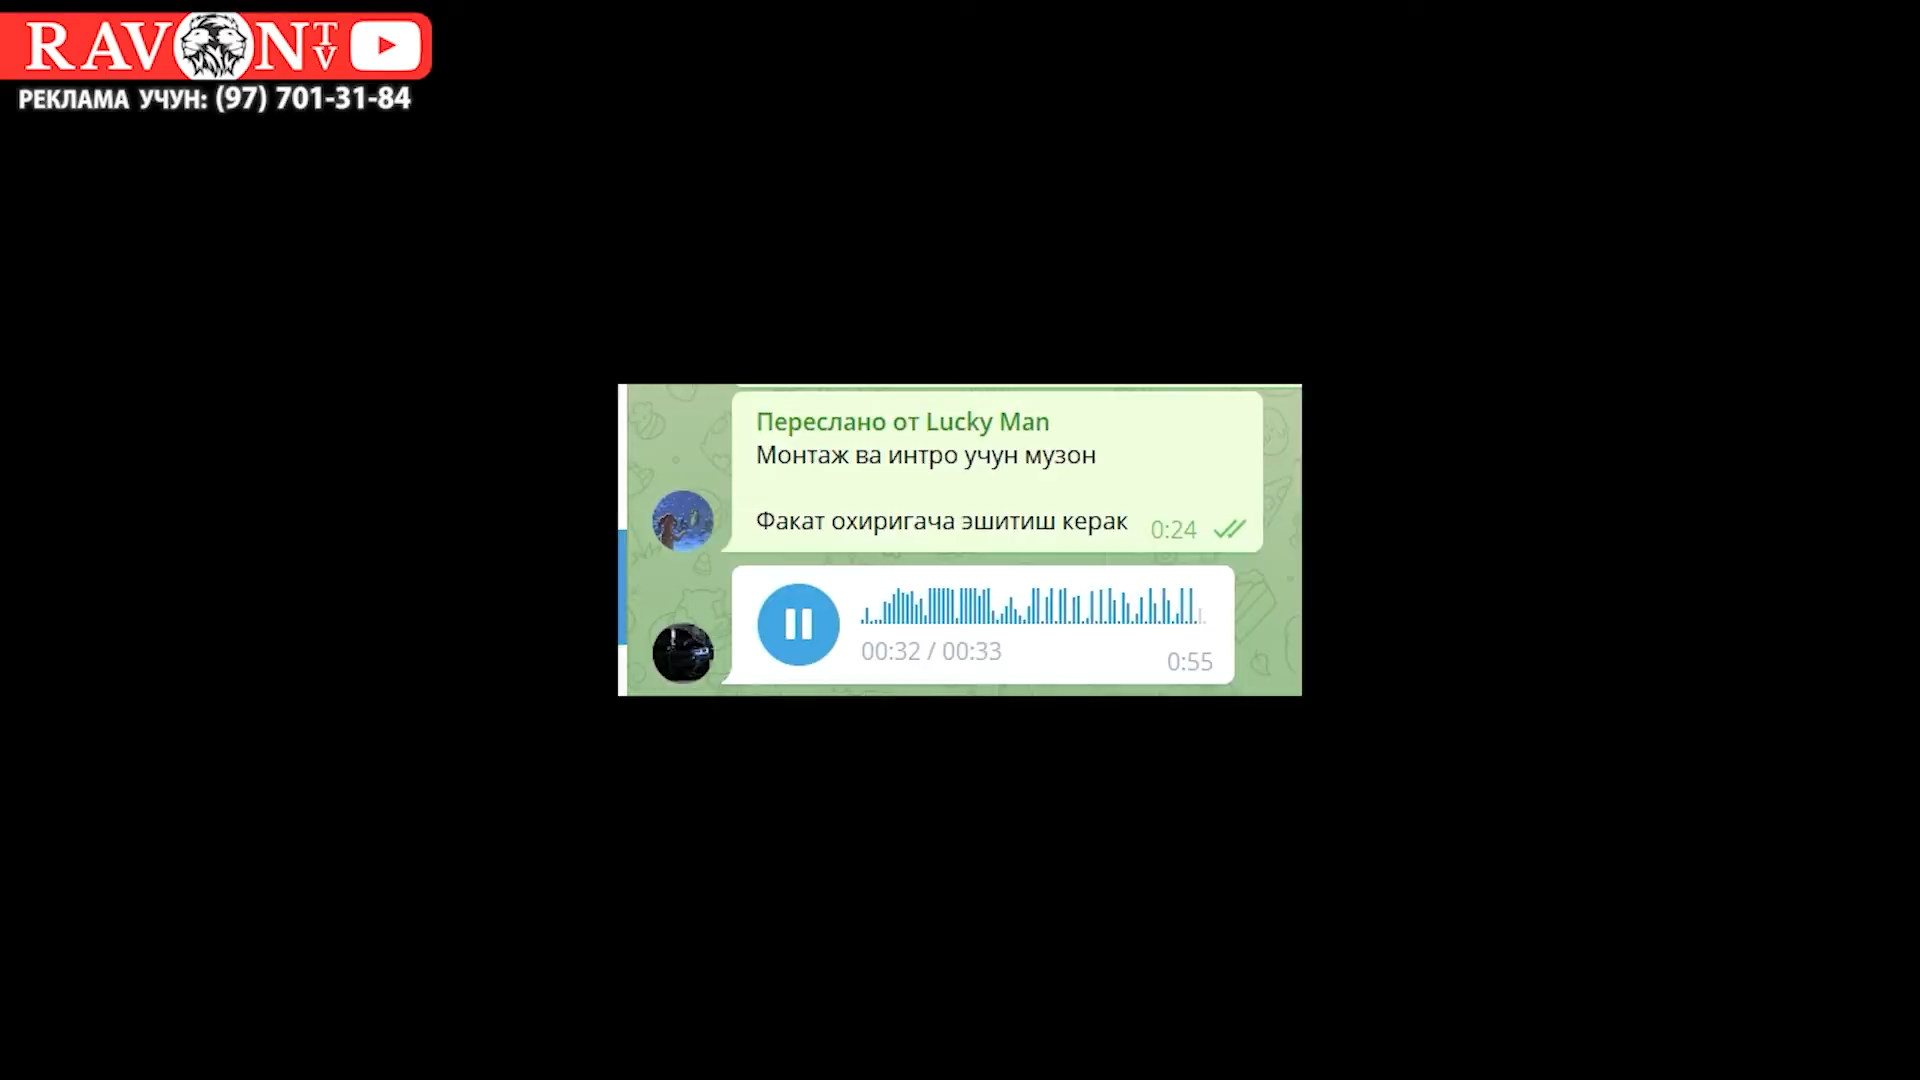 RAVON TV
РЕКЛАМА УЧУН: (97) 701-31-84
Переслано от Lucky Man
Монтаж ва интро учун музон
Факат охиригача эшитиш керак 0:24
00:32 / 00:33
0:55